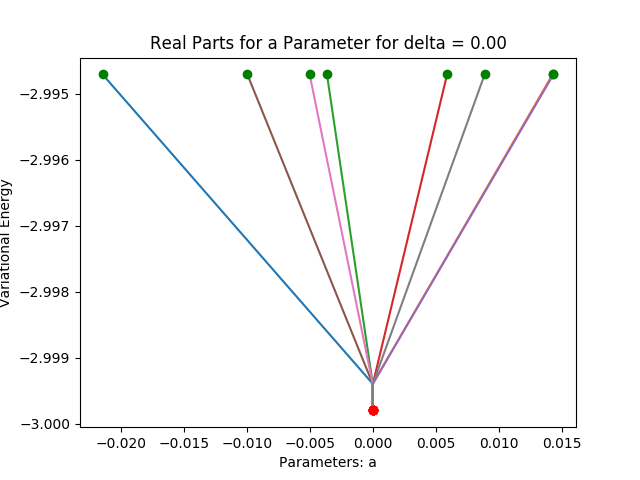 Real Parts for a Parameter for delta = 0.00
−2.995
−2.996
−2.997
−2.998
−2.999
−3.000
Variational Energy
−0.020 −0.015 −0.010 −0.005 0.000 0.005 0.010 0.015
Parameters: a